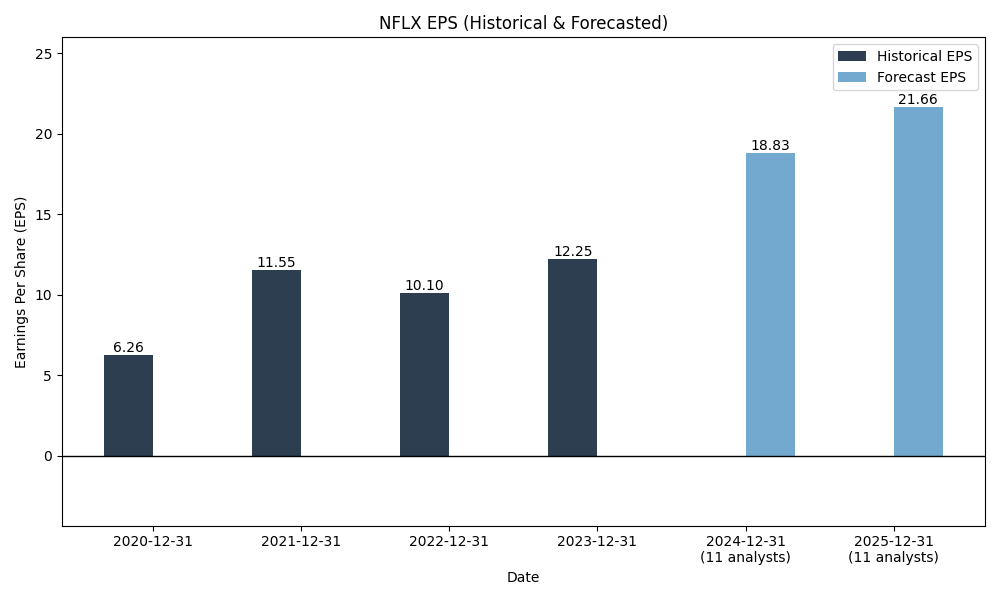 NFLX EPS (Historical & Forecasted)
Historical EPS
Forecast EPS
25
20
15
10
5
0
Earnings Per Share (EPS)
6.26
11.55
10.10
12.25
18.83
21.66
2020-12-31
2021-12-31
2022-12-31
2023-12-31
2024-12-31
(11 analysts)
2025-12-31
(11 analysts)
Date